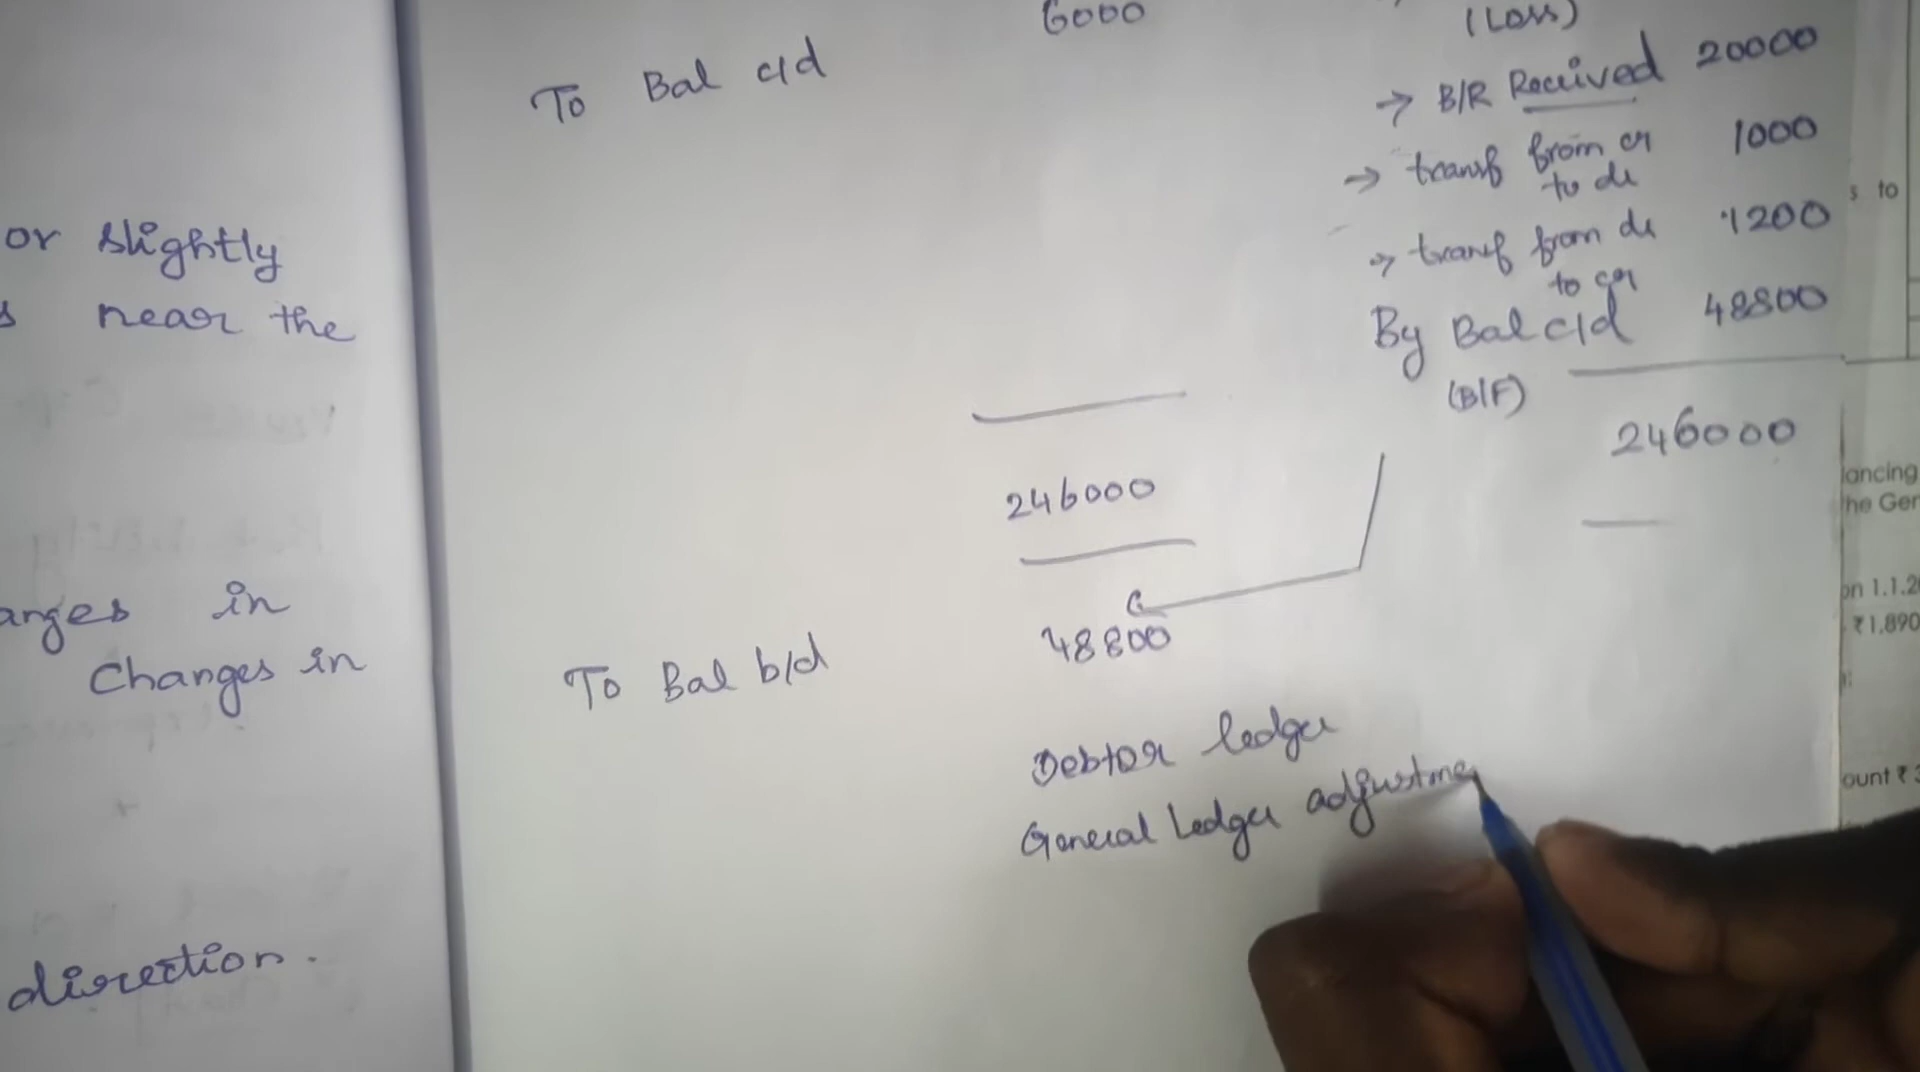 6000
To Bal c/d
(Loss)
→ B/R Received 20000
→ transf from cr 1000
to dr
→ transf from dr 1200
to cr
By Bal c/d 48800
(B/F)
246000
246000
To Bal b/d 48800
Debtor ledger
General Ledger adjustme
or slightly
s near the
anges in
Changes in
direction.
s to
lancing
he Ger
on 1.1.2
₹1,890
ount ₹ 3